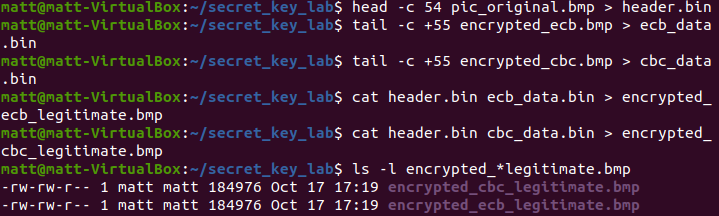 matt@matt-VirtualBox:~/secret_key_lab$ head -c 54 pic_original.bmp > header.bin
matt@matt-VirtualBox:~/secret_key_lab$ tail -c +55 encrypted_ecb.bmp > ecb_data
.bin
matt@matt-VirtualBox:~/secret_key_lab$ tail -c +55 encrypted_cbc.bmp > cbc_data
.bin
matt@matt-VirtualBox:~/secret_key_lab$ cat header.bin ecb_data.bin > encrypted_
ecb_legitimate.bmp
matt@matt-VirtualBox:~/secret_key_lab$ cat header.bin cbc_data.bin > encrypted_
cbc_legitimate.bmp
matt@matt-VirtualBox:~/secret_key_lab$ ls -l encrypted_*legitimate.bmp
-rw-rw-r-- 1 matt matt 184976 Oct 17 17:19 encrypted_cbc_legitimate.bmp
-rw-rw-r-- 1 matt matt 184976 Oct 17 17:19 encrypted_ecb_legitimate.bmp